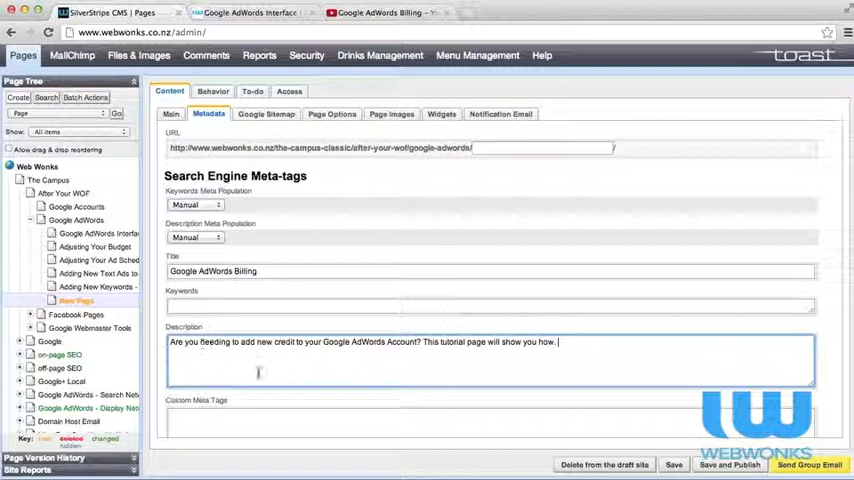 SilverStripe CMS | Pages
Google AdWords Interface
Google AdWords Billing -
www.webwonks.co.nz/admin/
Pages MailChimp Files & Images Comments Reports Security Drinks Management Menu Management Help
toast
Page Tree
Create Search Batch Actions
Page Go
Show: All items
Allow drag & drop reordering
Web Wonks
The Campus
After Your WOF
Google Accounts
Google AdWords
Google AdWords Interfac
Adjusting Your Budget
Adjusting Your Ad Sched
Adding New Text Ads to
Adding New Keywords -
New Page
Facebook Pages
Google Webmaster Tools
Google
on-page SEO
off-page SEO
Google+ Local
Google AdWords - Search Netw
Google AdWords - Display Net
Domain Host Email
Key: new deleted changed
hidden
Page Version History
Site Reports
Content Behavior To-do Access
Main Metadata Google Sitemap Page Options Page Images Widgets Notification Email
URL
http://www.webwonks.co.nz/the-campus-classic/after-your-wof/google-adwords/ /
Search Engine Meta-tags
Keywords Meta Population
Manual
Description Meta Population
Manual
Title
Google AdWords Billing
Keywords
Description
Are you needing to add new credit to your Google AdWords Account? This tutorial page will show you how.
Custom Meta Tags
WEBWONKS
Delete from the draft site Save Save and Publish Send Group Email